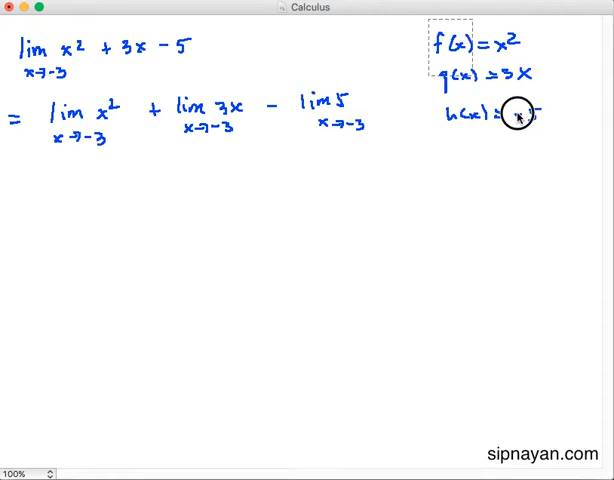 Calculus
lim x² + 3x - 5
x→-3
f(x) = x²
g(x) = 3x
= lim x² + lim 3x - lim 5
x→-3 x→-3 x→-3
h(x) = 5
sipnayan.com
100%